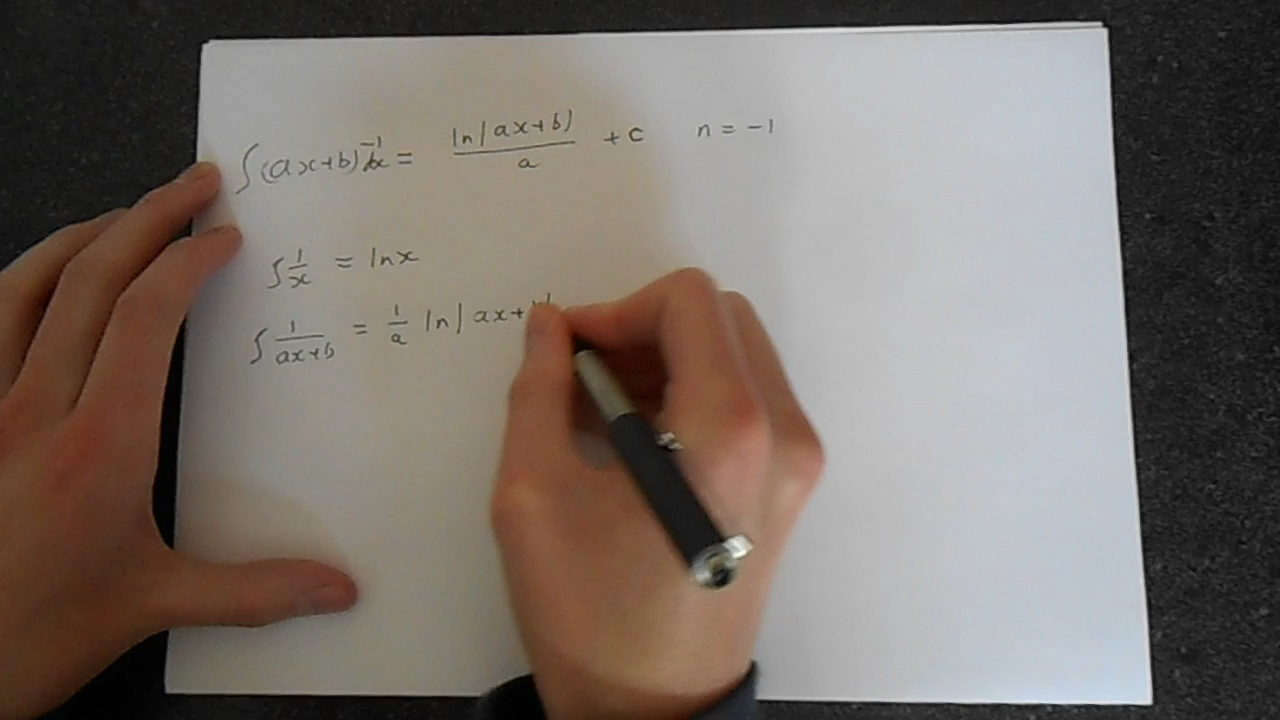 ∫(ax+b)⁻¹dx = ln|ax+b|/a + c n = -1
∫1/x = lnx
∫1/(ax+b) = 1/a ln|ax+